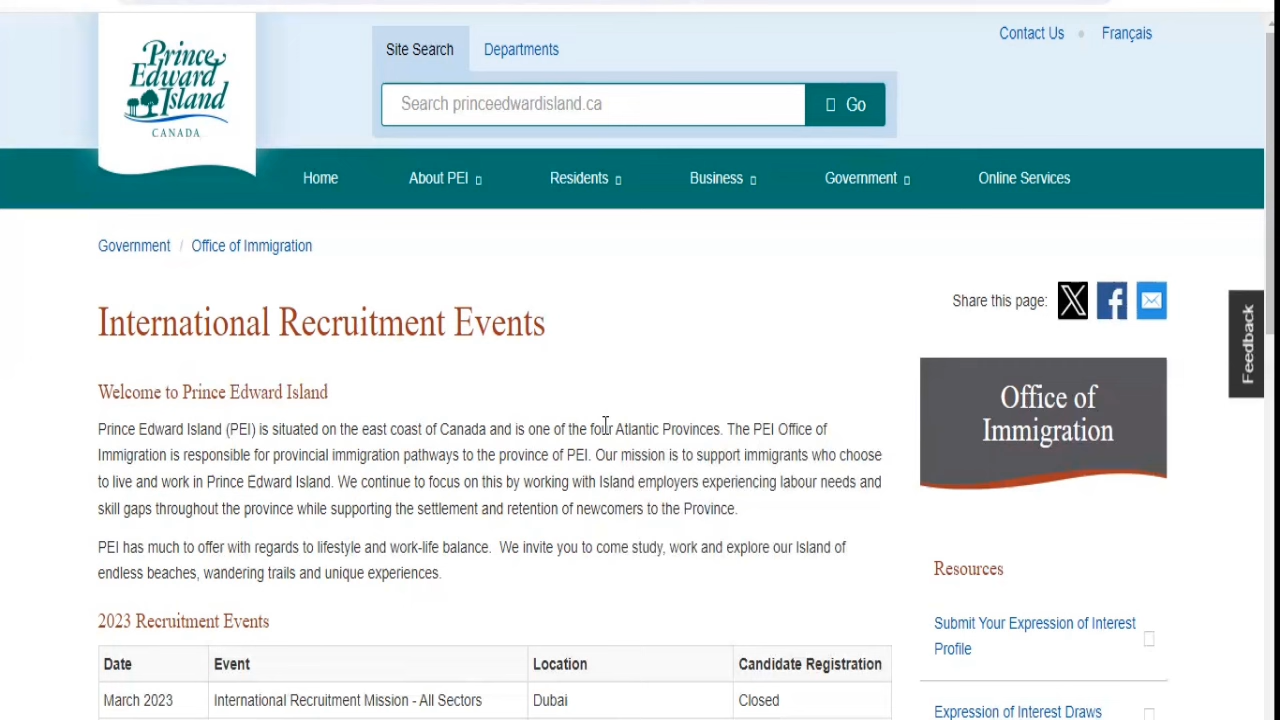 Prince
Edward
Island
CANADA
Site Search
Departments
Contact Us
Français
Search princeedwardisland.ca
Go
Home
About PEI
Residents
Business
Government
Online Services
Government / Office of Immigration
Share this page:
Feedback
International Recruitment Events
Office of
Immigration
Welcome to Prince Edward Island
Prince Edward Island (PEI) is situated on the east coast of Canada and is one of the four Atlantic Provinces. The PEI Office of
Immigration is responsible for provincial immigration pathways to the province of PEI. Our mission is to support immigrants who choose
to live and work in Prince Edward Island. We continue to focus on this by working with Island employers experiencing labour needs and
skill gaps throughout the province while supporting the settlement and retention of newcomers to the Province.
PEI has much to offer with regards to lifestyle and work-life balance. We invite you to come study, work and explore our Island of
endless beaches, wandering trails and unique experiences.
2023 Recruitment Events
Date Event Location Candidate Registration
March 2023 International Recruitment Mission - All Sectors Dubai Closed
Resources
Submit Your Expression of Interest
Profile
Expression of Interest Draws